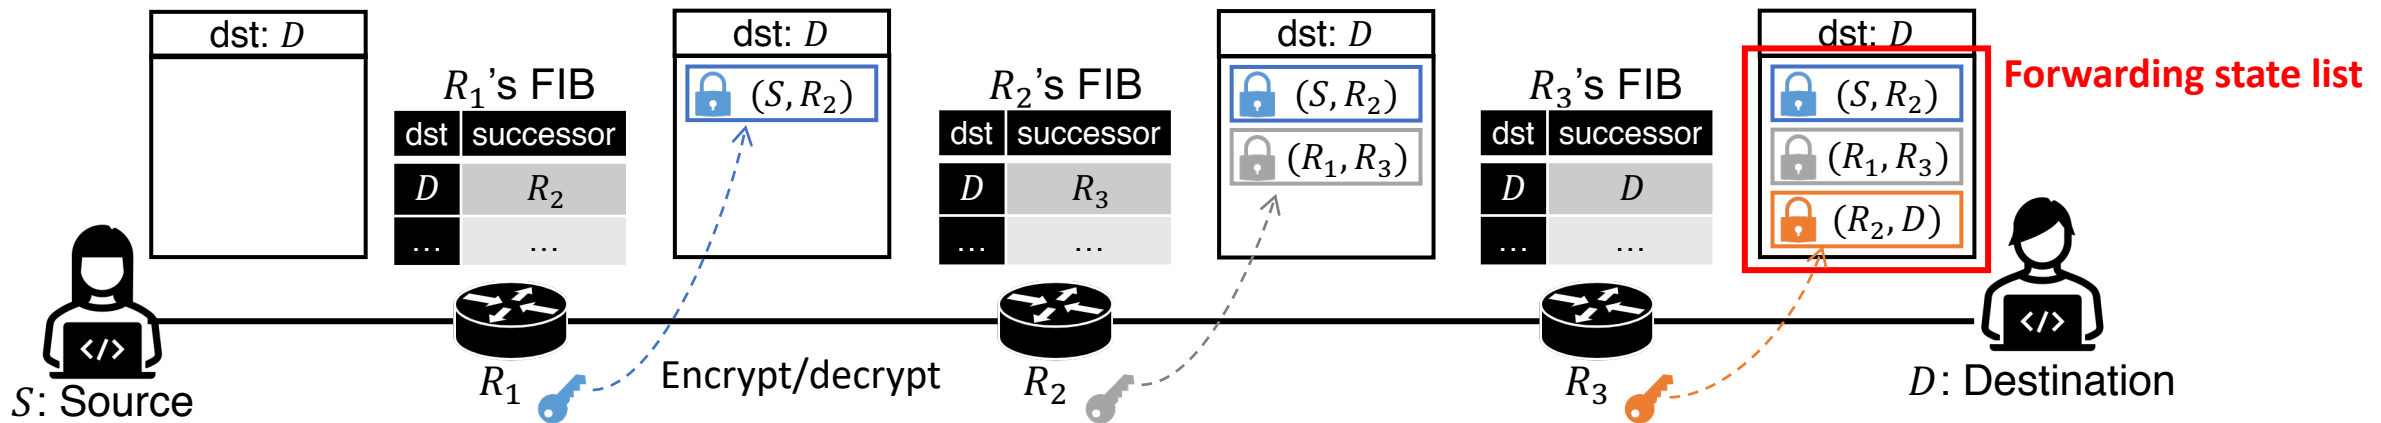 dst: D
R₁'s FIB
dst successor
D R₂
... ...
dst: D
(S, R₂)
R₂'s FIB
dst successor
D R₃
... ...
dst: D
(S, R₂)
(R₁, R₃)
R₃'s FIB
dst successor
D D
... ...
dst: D
(S, R₂)
(R₁, R₃)
(R₂, D)
Forwarding state list
</>
S: Source
R₁
Encrypt/decrypt
R₂
R₃
</>
D: Destination